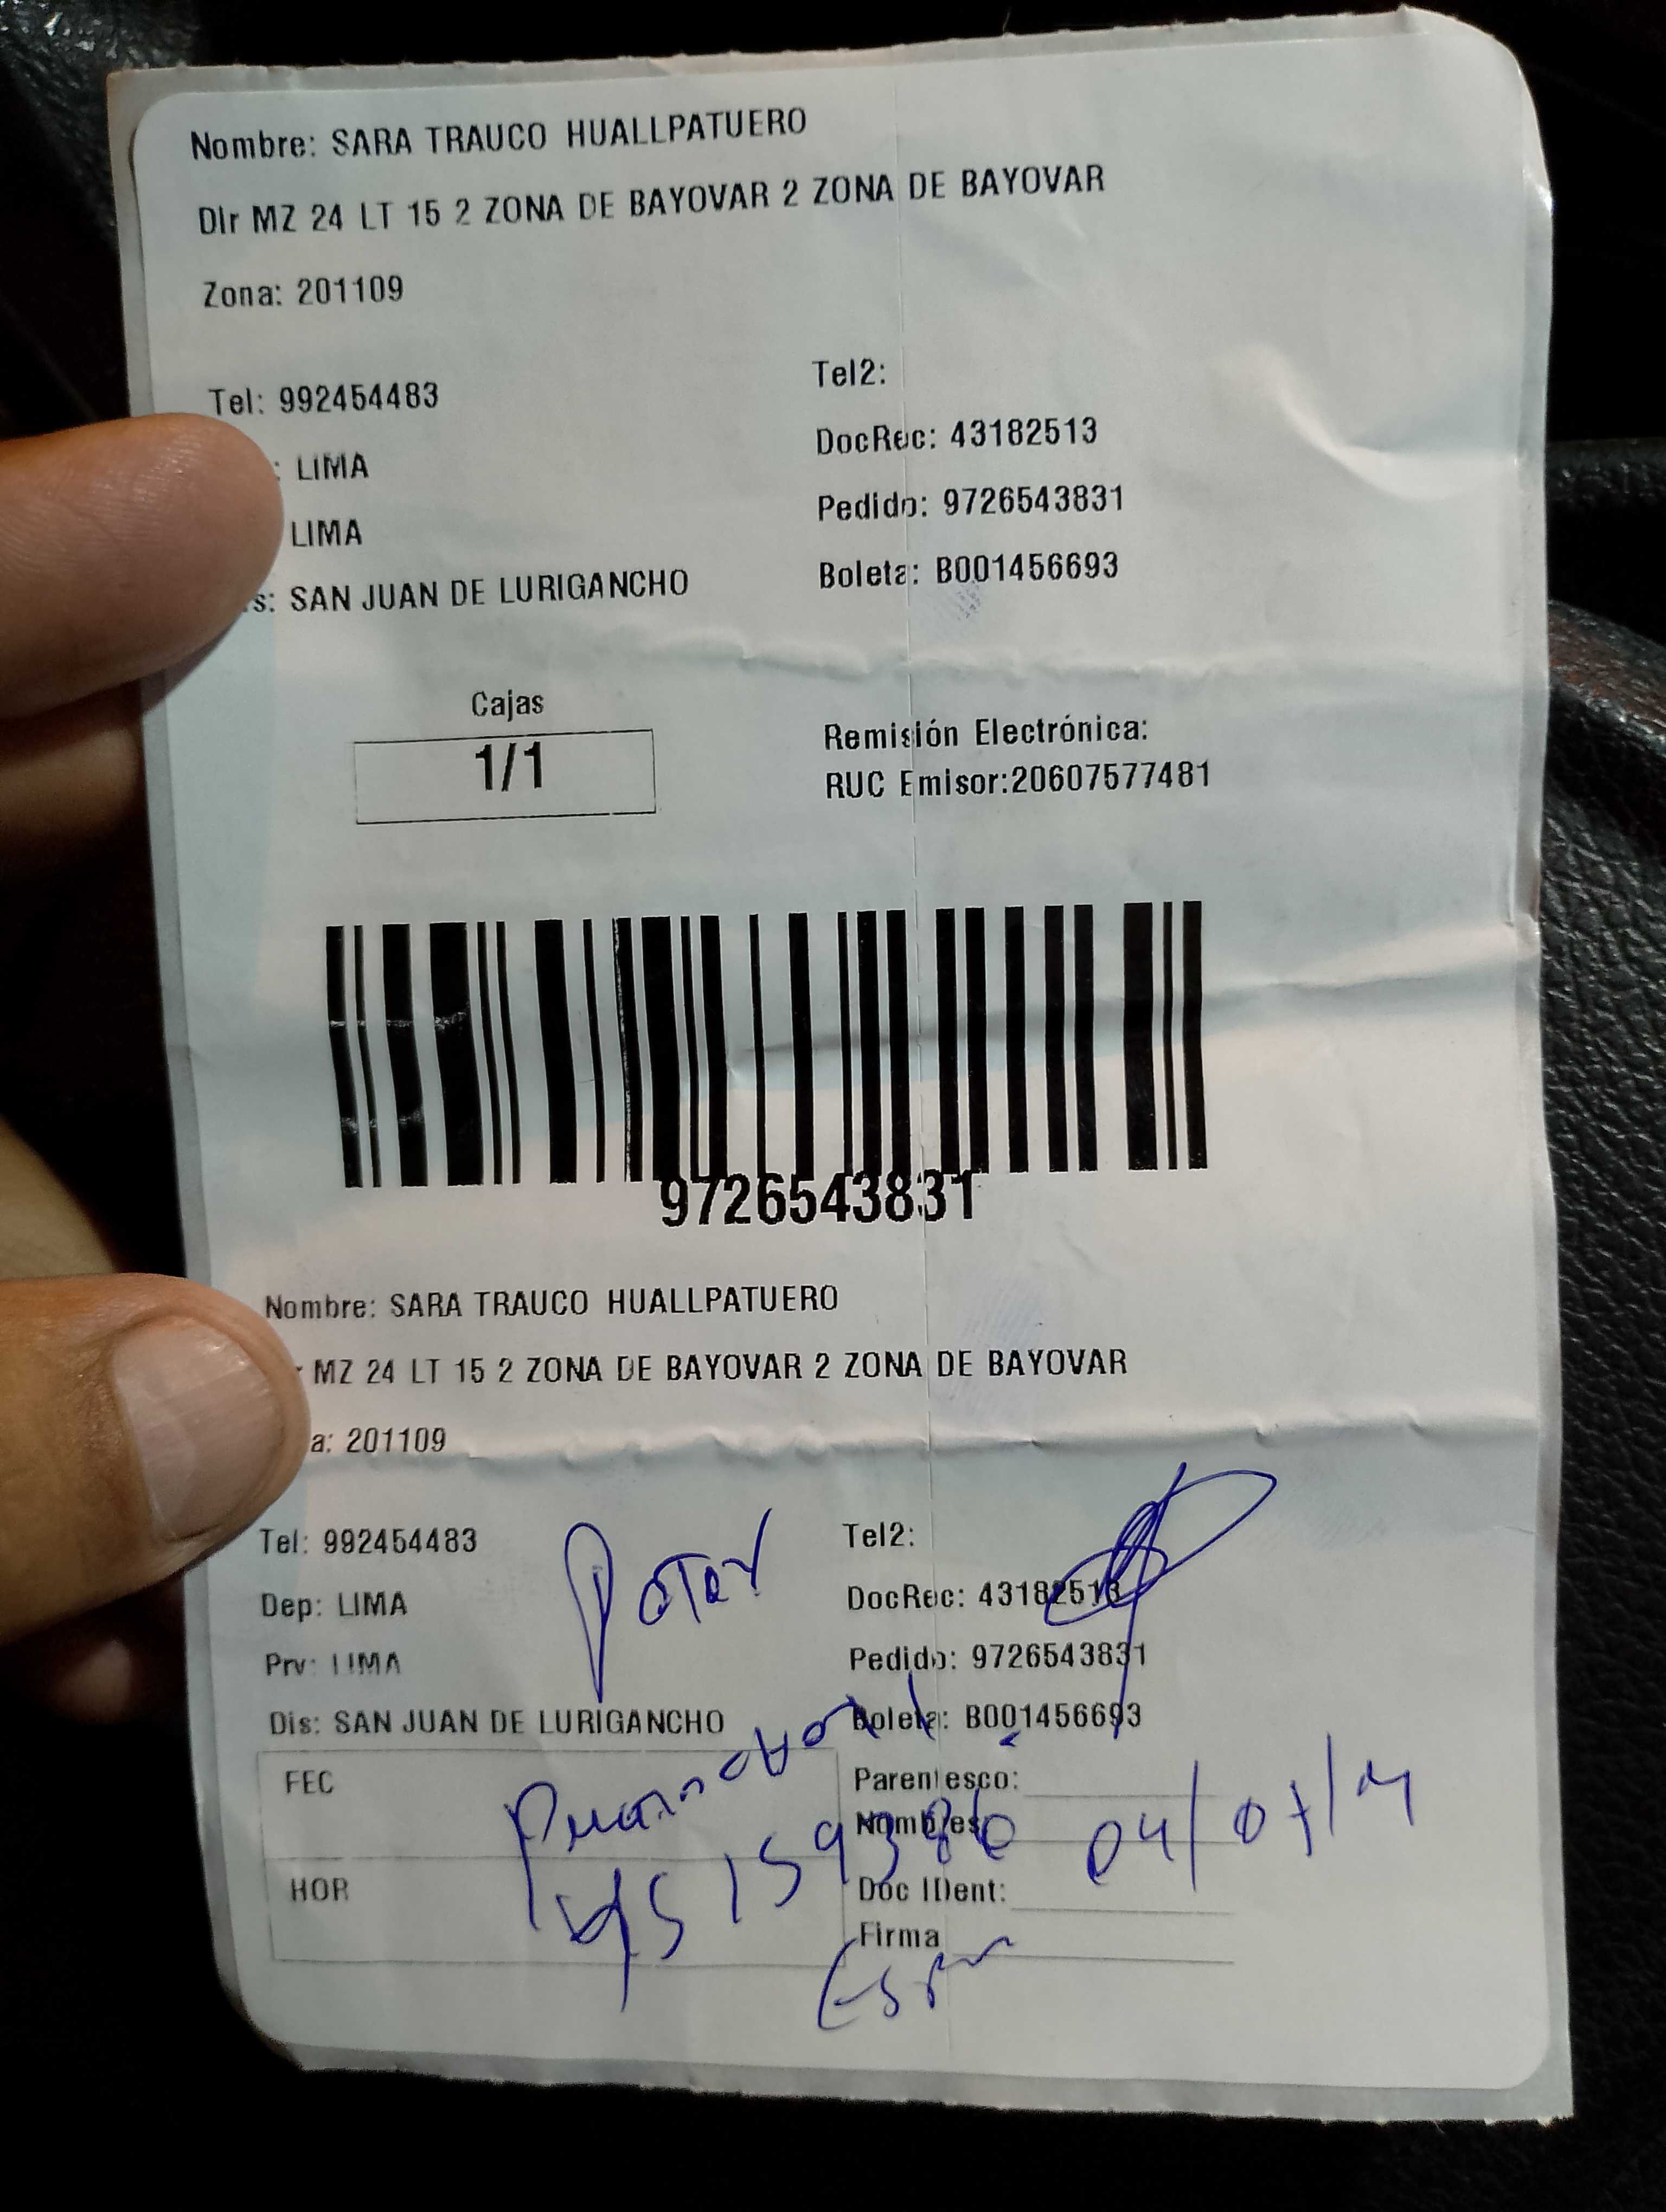 Nombre: SARA TRAUCO HUALLPATUERO
Dir MZ 24 LT 15 2 ZONA DE BAYOVAR 2 ZONA DE BAYOVAR
Zona: 201109
Tel: 992454483
Tel2:
: LIMA
DocRec: 43182513
LIMA
Pedido: 9726543831
s: SAN JUAN DE LURIGANCHO
Boleta: B001456693
Cajas
1/1
Remisión Electrónica:
RUC Emisor:20607577481
9726543831
Nombre: SARA TRAUCO HUALLPATUERO
MZ 24 LT 15 2 ZONA DE BAYOVAR 2 ZONA DE BAYOVAR
a: 201109
Tel: 992454483
Tel2:
Dep: LIMA
DocRec: 43182513
Prv: LIMA
Pedido: 9726543831
Dis: SAN JUAN DE LURIGANCHO
Boleta: B001456693
FEC
Parentesco:
Nombres
HOR
Doc IDent:
Firma